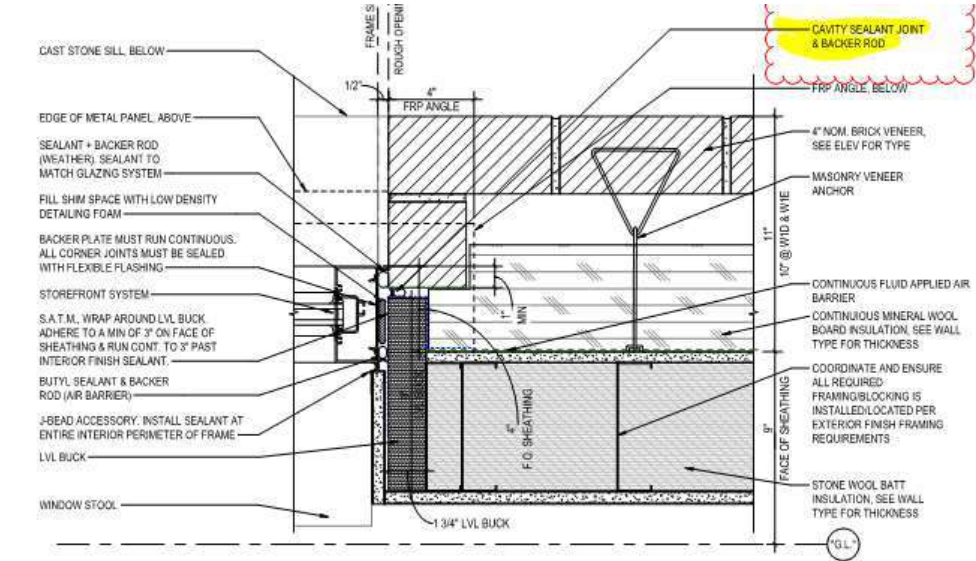 FRAME S
ROUGH OPENIN
CAST STONE SILL, BELOW
1/2"
4"
FRP ANGLE
EDGE OF METAL PANEL, ABOVE
SEALANT + BACKER ROD
(WEATHER). SEALANT TO
MATCH GLAZING SYSTEM
FILL SHIM SPACE WITH LOW DENSITY
DETAILING FOAM
BACKER PLATE MUST RUN CONTINUOUS.
ALL CORNER JOINTS MUST BE SEALED
WITH FLEXIBLE FLASHING
STOREFRONT SYSTEM
S.A.T.M., WRAP AROUND LVL BUCK
ADHERE TO A MIN OF 3" ON FACE OF
SHEATHING & RUN CONT. TO 3" PAST
INTERIOR FINISH SEALANT.
BUTYL SEALANT & BACKER
ROD (AIR BARRIER)
J-BEAD ACCESSORY. INSTALL SEALANT AT
ENTIRE INTERIOR PERIMETER OF FRAME
LVL BUCK
WINDOW STOOL
1" MIN
4"
F.O. SHEATHING
1 3/4" LVL BUCK
CAVITY SEALANT JOINT
& BACKER ROD
FRP ANGLE, BELOW
4" NOM. BRICK VENEER,
SEE ELEV FOR TYPE
MASONRY VENEER
ANCHOR
11"
10" @ W1D & W1E
CONTINUOUS FLUID APPLIED AIR
BARRIER
CONTINUIOUS MINERAL WOOL
BOARD INSULATION, SEE WALL
TYPE FOR THICKNESS
COORDINATE AND ENSURE
ALL REQUIRED
FRAMING/BLOCKING IS
INSTALLED/LOCATED PER
EXTERIOR FINISH FRAMING
REQUIREMENTS
9"
FACE OF SHEATHING
STONE WOOL BATT
INSULATION, SEE WALL
TYPE FOR THICKNESS
"G.L."